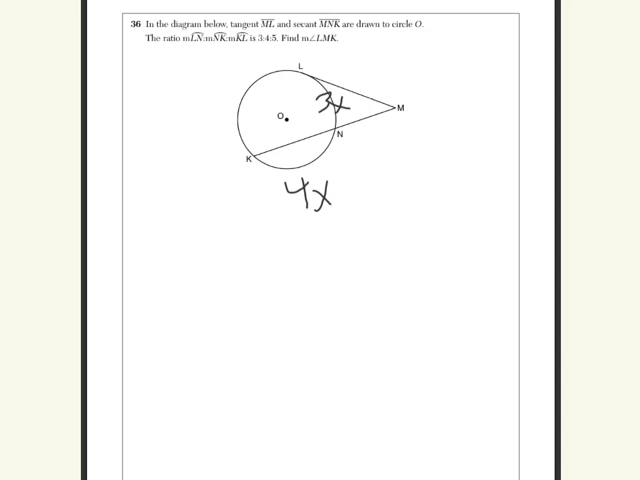 36 In the diagram below, tangent ML and secant MNK are drawn to circle O.
The ratio mLN:mNK:mKL is 3:4:5. Find m∠LMK.
L
3x
M
O
N
K
4x